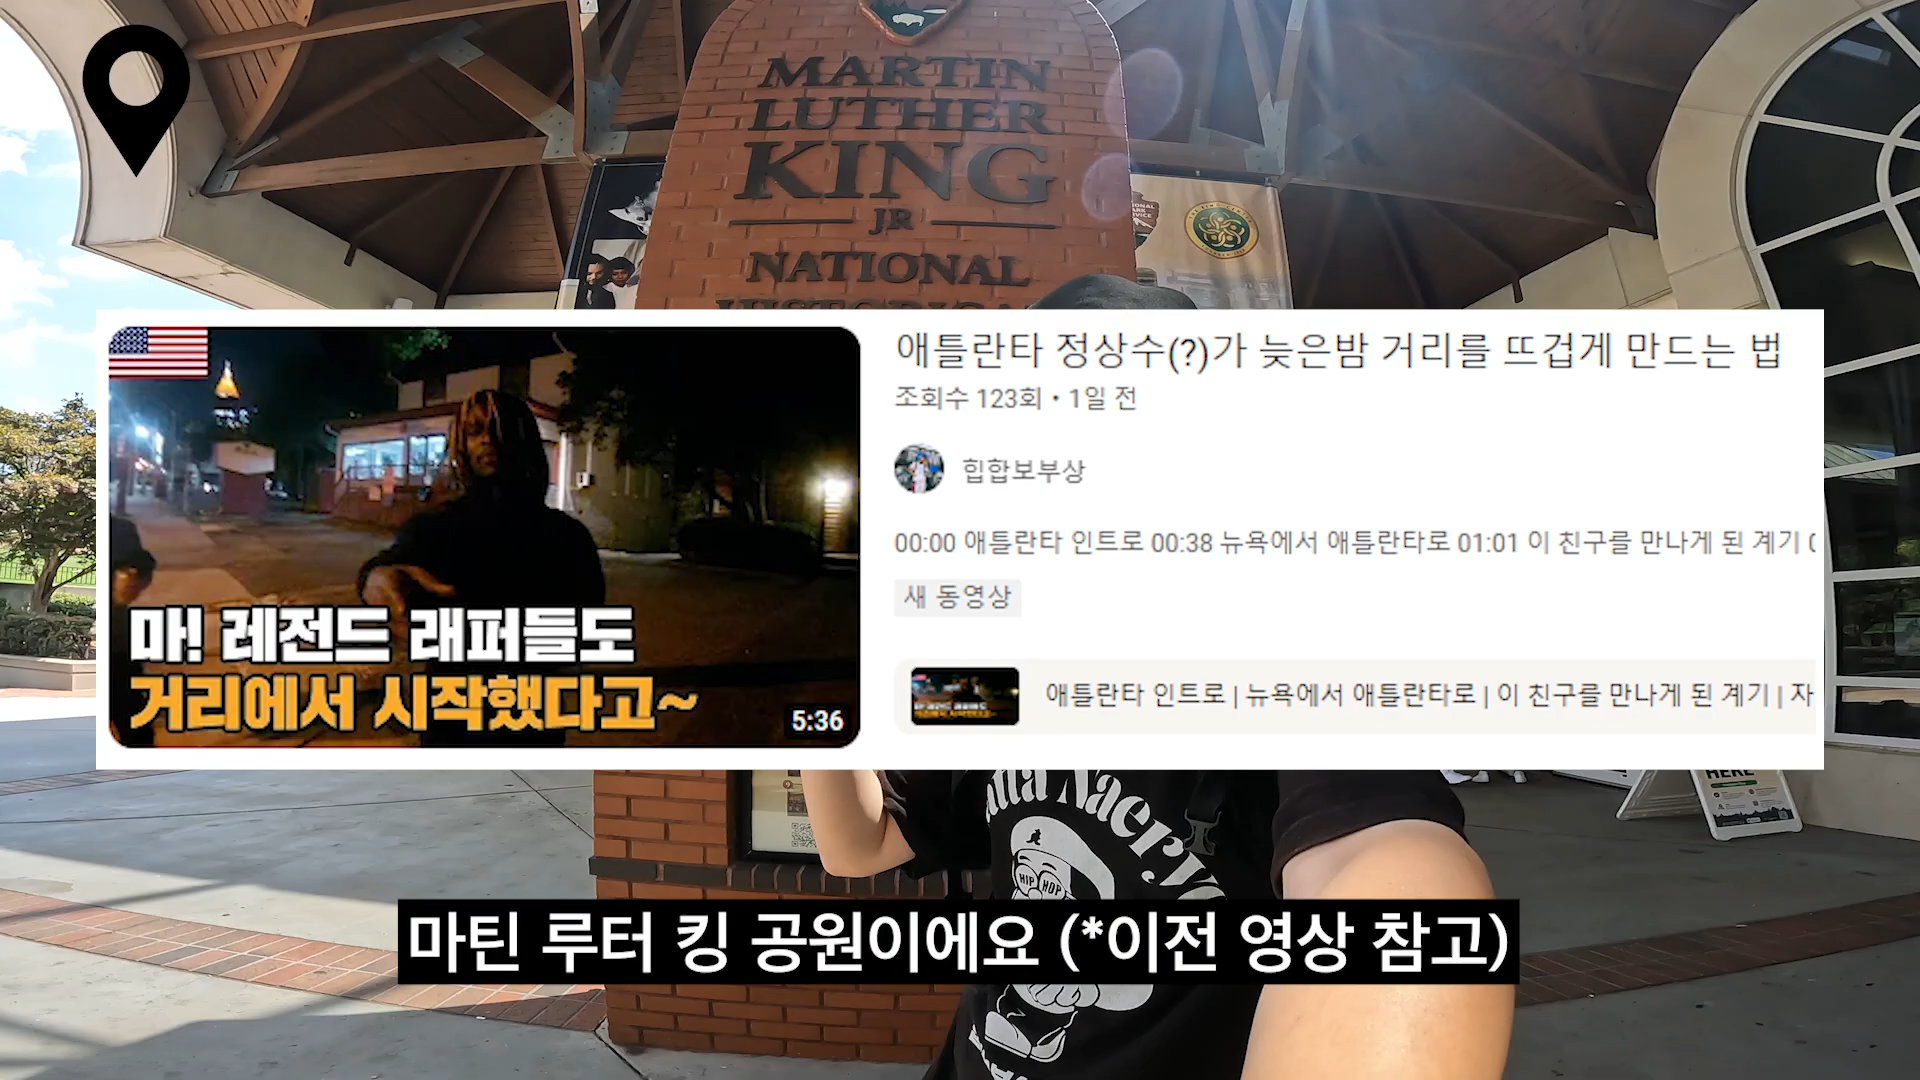 MARTIN
LUTHER
KING
JR
NATIONAL
애틀란타 정상수(?)가 늦은밤 거리를 뜨겁게 만드는 법
조회수 123회 • 1일 전
힙합보부상
00:00 애틀란타 인트로 00:38 뉴욕에서 애틀란타로 01:01 이 친구를 만나게 된 계기
새 동영상
애틀란타 인트로 | 뉴욕에서 애틀란타로 | 이 친구를 만나게 된 계기 | 자
마! 레전드 래퍼들도
거리에서 시작했다고~
5:36
HERE
Naeryo
HIP HOP
마틴 루터 킹 공원이에요 (*이전 영상 참고)